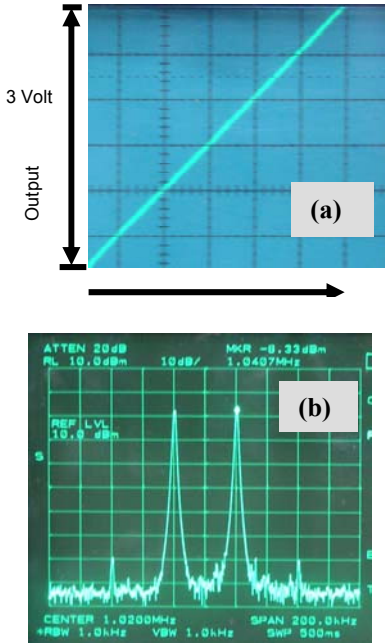 3 Volt
Output
(a)
ATTEN 20dB MKR -8.33dBm
RL 10.0dBm 10dB/ 1.0407MHz
(b)
REF LVL
10.0 dBm
S
CENTER 1.0200MHz SPAN 200.0kHz
*RBW 1.0kHz VBW 1.0kHz SWP 500ms